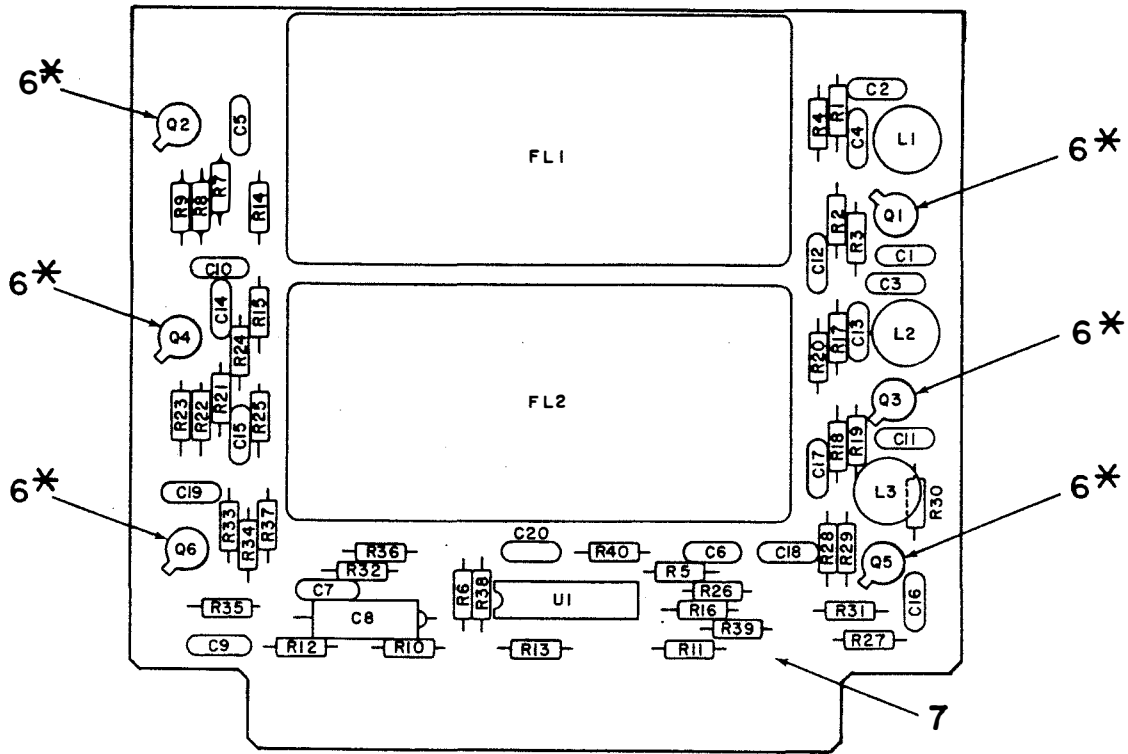 6*
Q2
C5
R9
R8
R7
R14
C10
6*
Q4
C14
R15
R24
R23
R22
R21
C15
R25
6*
C19
Q6
R33
R34
R37
R35
C9
FL1
FL2
C20
R36
R32
C7
C8
R12
R10
R6
R38
U1
R13
R40
C6
R5
R26
R16
R39
R11
C18
R4
R1
C2
C4
L1
6*
Q1
R2
R3
C12
C1
C3
R20
R17
C13
L2
6*
Q3
R18
R19
C17
C11
L3
R30
6*
R28
R29
Q5
C16
R31
R27
7